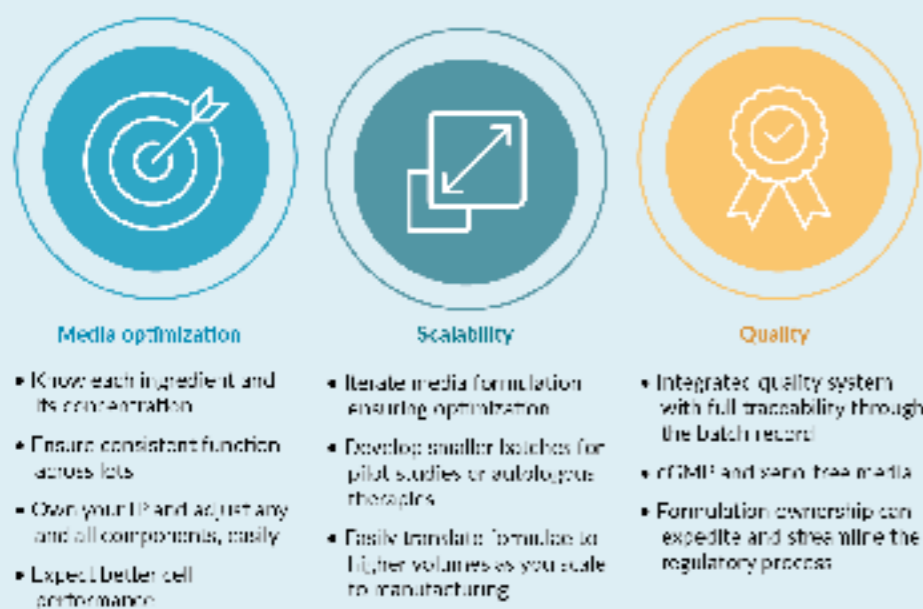 Media optimization
• Know each ingredient and
its concentration
• Ensure consistent function
across lots
• Own your IP and adjust any
and all components, easily
• Expect better cell
performance
Scalability
• Iterate media formulation
ensuring optimization
• Develop smaller batches for
pilot studies or autologous
therapies
• Easily translate formulae to
higher volumes as you scale
to manufacturing
Quality
• Integrated quality system
with full traceability through
the batch record
• cGMP and xeno-free media
• Formulation ownership can
expedite and streamline the
regulatory process